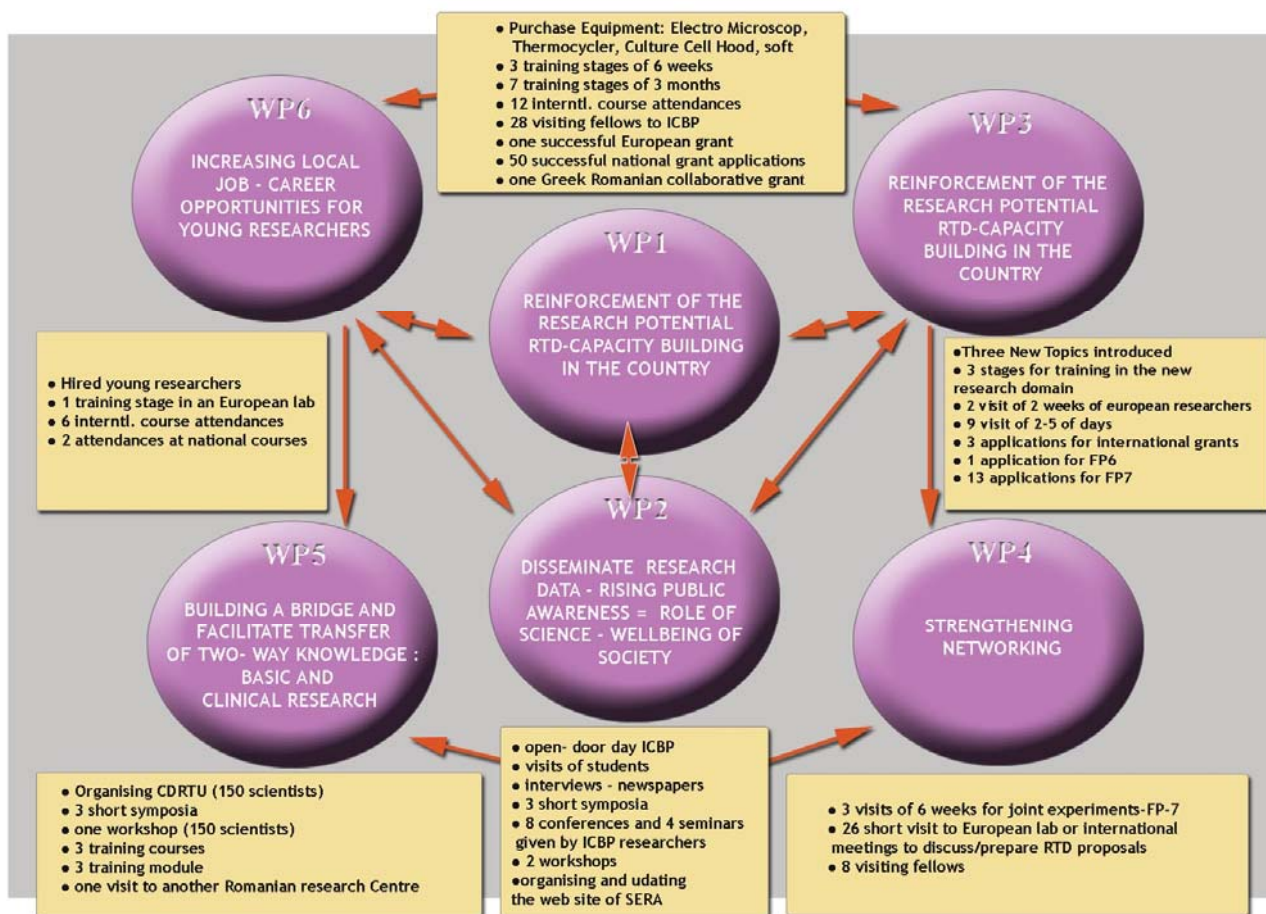 ● Purchase Equipment: Electro Microscop,
Thermocycler, Culture Cell Hood, soft
● 3 training stages of 6 weeks
● 7 training stages of 3 months
● 12 interntl. course attendances
● 28 visiting fellows to ICBP
● one successful European grant
● 50 successful national grant applications
● one Greek Romanian collaborative grant
WP6
INCREASING LOCAL
JOB - CAREER
OPPORTUNITIES FOR
YOUNG RESEARCHERS
WP3
REINFORCEMENT OF THE
RESEARCH POTENTIAL
RTD-CAPACITY
BUILDING IN THE
COUNTRY
WP1
REINFORCEMENT OF THE
RESEARCH POTENTIAL
RTD-CAPACITY BUILDING
IN THE COUNTRY
● Hired young researchers
● 1 training stage in an European lab
● 6 interntl. course attendances
● 2 attendances at national courses
●Three New Topics introduced
● 3 stages for training in the new
research domain
● 2 visit of 2 weeks of european researchers
● 9 visit of 2-5 of days
● 3 applications for international grants
● 1 application for FP6
● 13 applications for FP7
WP5
BUILDING A BRIDGE AND
FACILITATE TRANSFER
OF TWO- WAY KNOWLEDGE :
BASIC AND
CLINICAL RESEARCH
WP2
DISSEMINATE RESEARCH
DATA - RISING PUBLIC
AWARENESS = ROLE OF
SCIENCE - WELLBEING OF
SOCIETY
WP4
STRENGTHENING
NETWORKING
● Organising CDRTU (150 scientists)
● 3 short symposia
● one workshop (150 scientists)
● 3 training courses
● 3 training module
● one visit to another Romanian research Centre
● open- door day ICBP
● visits of students
● interviews - newspapers
● 3 short symposia
● 8 conferences and 4 seminars
given by ICBP researchers
● 2 workshops
●organising and udating
the web site of SERA
● 3 visits of 6 weeks for joint experiments-FP-7
● 26 short visit to European lab or international
meetings to discuss/prepare RTD proposals
● 8 visiting fellows